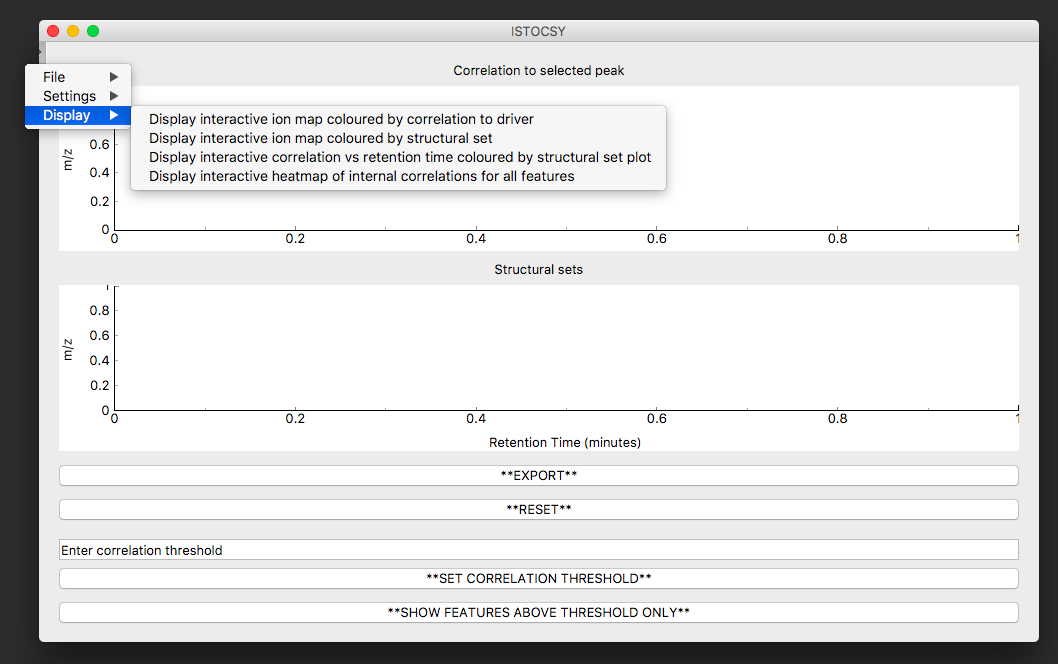 ISTOCSY
Correlation to selected peak
File
Settings
Display
Display interactive ion map coloured by correlation to driver
Display interactive ion map coloured by structural set
Display interactive correlation vs retention time coloured by structural set plot
Display interactive heatmap of internal correlations for all features
m/z
0.6
0.4
0.2
0
0 0.2 0.4 0.6 0.8 1
Structural sets
m/z
0.8
0.6
0.4
0.2
0
0 0.2 0.4 0.6 0.8 1
Retention Time (minutes)
**EXPORT**
**RESET**
Enter correlation threshold
**SET CORRELATION THRESHOLD**
**SHOW FEATURES ABOVE THRESHOLD ONLY**